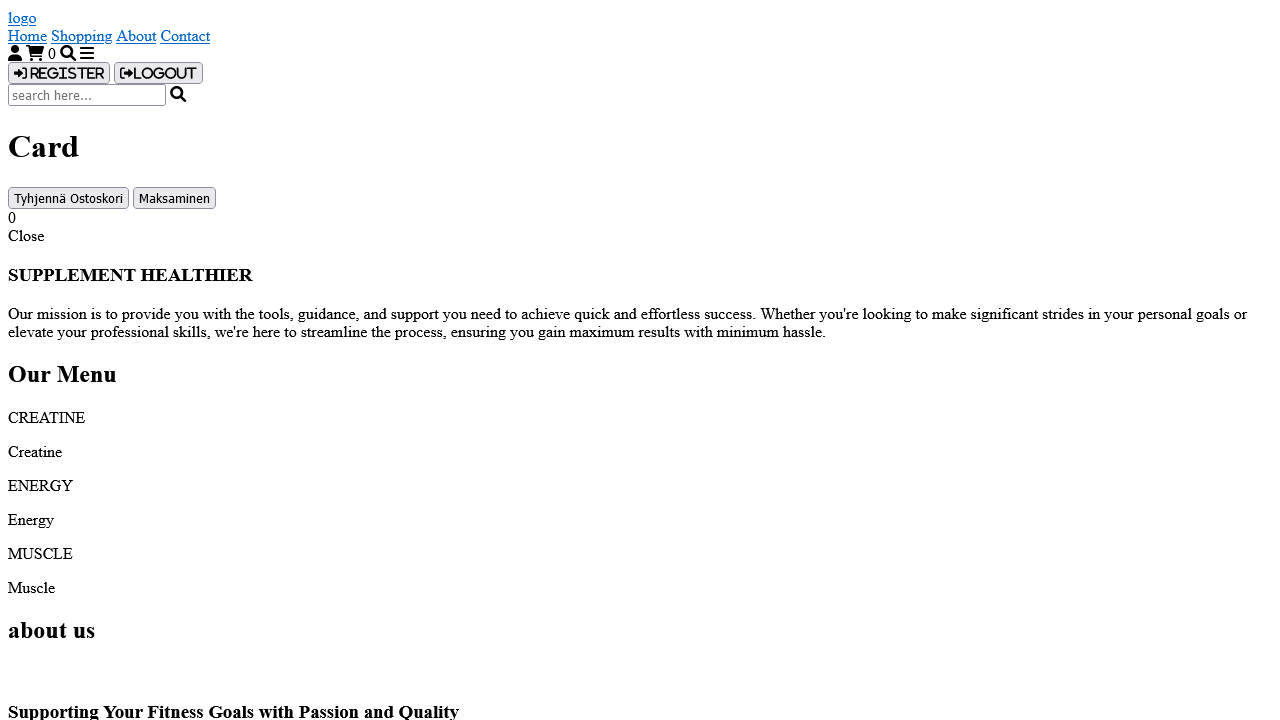 logo
Home Shopping About Contact
0
REGISTER LOGOUT
search here...
Card
Tyhjennä Ostoskori Maksaminen
0
Close
SUPPLEMENT HEALTHIER
Our mission is to provide you with the tools, guidance, and support you need to achieve quick and effortless success. Whether you're looking to make significant strides in your personal goals or
elevate your professional skills, we're here to streamline the process, ensuring you gain maximum results with minimum hassle.
Our Menu
CREATINE
Creatine
ENERGY
Energy
MUSCLE
Muscle
about us
Supporting Your Fitness Goals with Passion and Quality